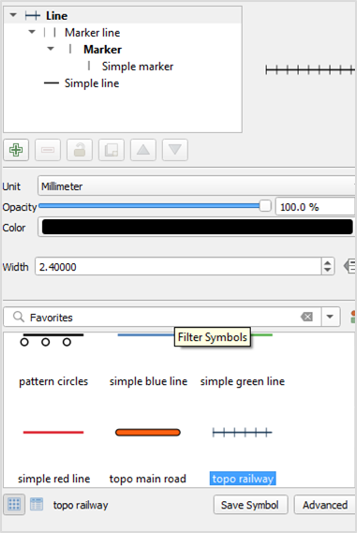 Line
Marker line
Marker
Simple marker
Simple line
Unit Millimeter
Opacity 100.0 %
Color
Width 2.40000
Favorites
Filter Symbols
pattern circles simple blue line simple green line
simple red line topo main road topo railway
topo railway Save Symbol Advanced